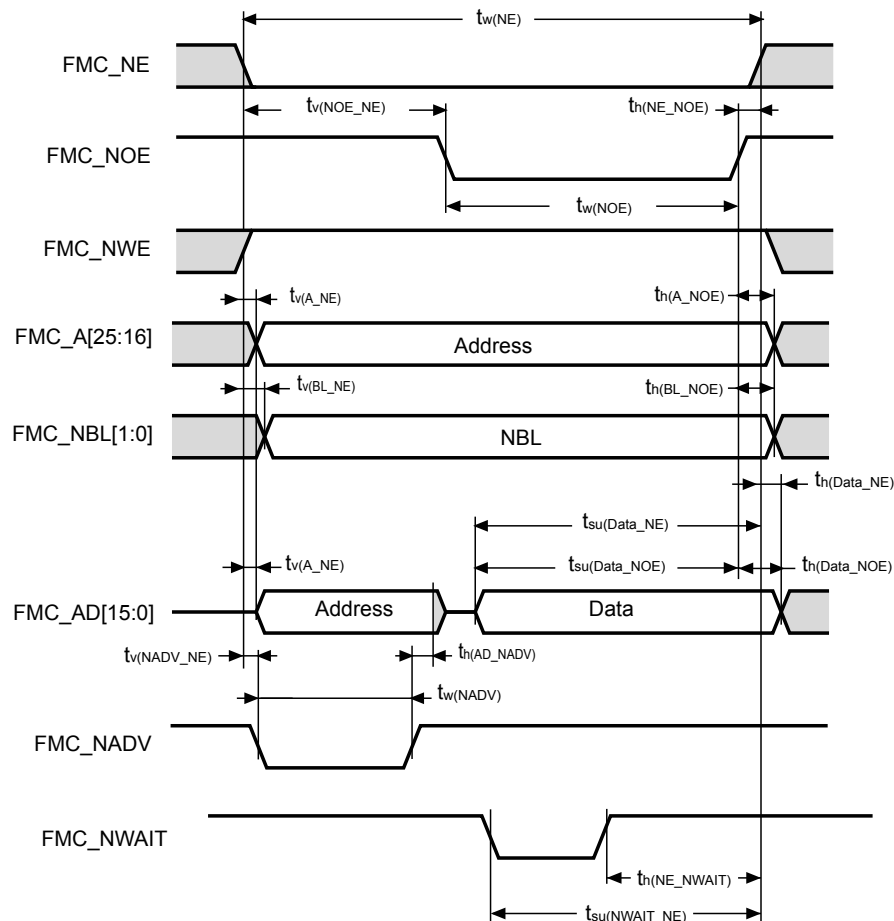 tw(NE)
FMC_NE
tv(NOE_NE)
th(NE_NOE)
FMC_NOE
tw(NOE)
FMC_NWE
tv(A_NE)
th(A_NOE)
FMC_A[25:16]
Address
tv(BL_NE)
th(BL_NOE)
FMC_NBL[1:0]
NBL
th(Data_NE)
tsu(Data_NE)
tv(A_NE)
tsu(Data_NOE)
th(Data_NOE)
FMC_AD[15:0]
Address
Data
tv(NADV_NE)
th(AD_NADV)
tw(NADV)
FMC_NADV
FMC_NWAIT
th(NE_NWAIT)
tsu(NWAIT_NE)